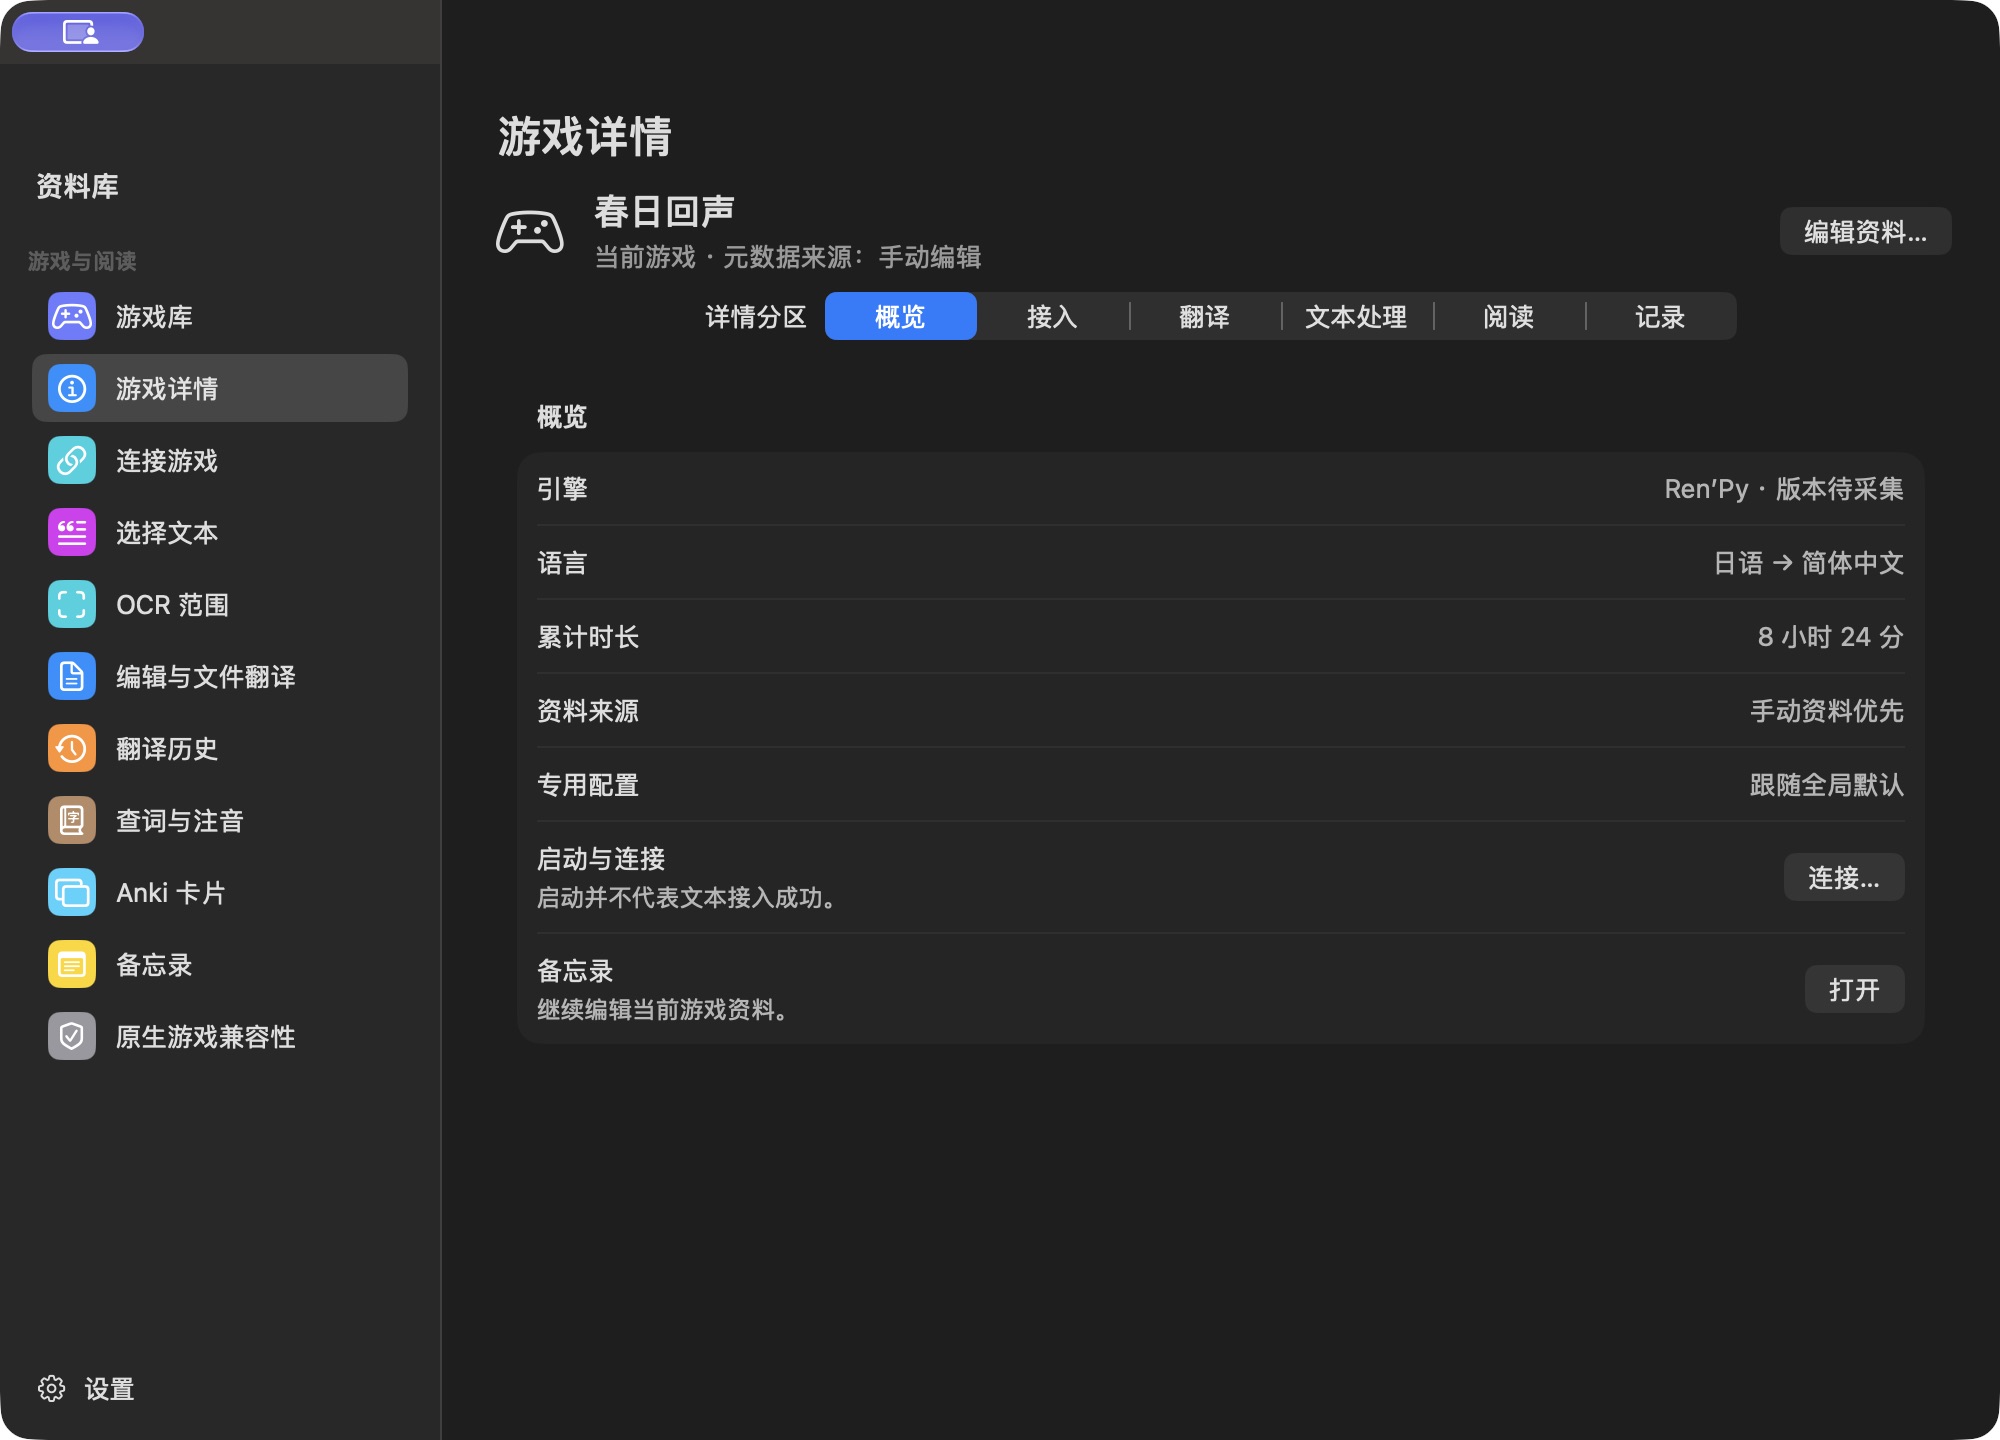 资料库
游戏与阅读
游戏库
游戏详情
连接游戏
选择文本
OCR 范围
编辑与文件翻译
翻译历史
查词与注音
Anki 卡片
备忘录
原生游戏兼容性
设置
游戏详情
春日回声
当前游戏 · 元数据来源：手动编辑
编辑资料...
详情分区 概览 接入 翻译 文本处理 阅读 记录
概览
引擎 Ren’Py · 版本待采集
语言 日语 → 简体中文
累计时长 8 小时 24 分
资料来源 手动资料优先
专用配置 跟随全局默认
启动与连接
启动并不代表文本接入成功。
连接...
备忘录
继续编辑当前游戏资料。
打开